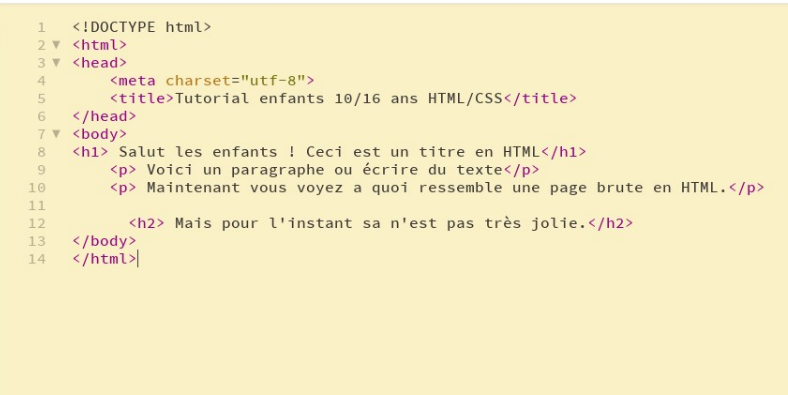 1 <!DOCTYPE html>
2 <html>
3 <head>
4 <meta charset="utf-8">
5 <title>Tutorial enfants 10/16 ans HTML/CSS</title>
6 </head>
7 <body>
8 <h1> Salut les enfants ! Ceci est un titre en HTML</h1>
9 <p> Voici un paragraphe ou écrire du texte</p>
10 <p> Maintenant vous voyez a quoi ressemble une page brute en HTML.</p>
11
12 <h2> Mais pour l'instant sa n'est pas très jolie.</h2>
13 </body>
14 </html>